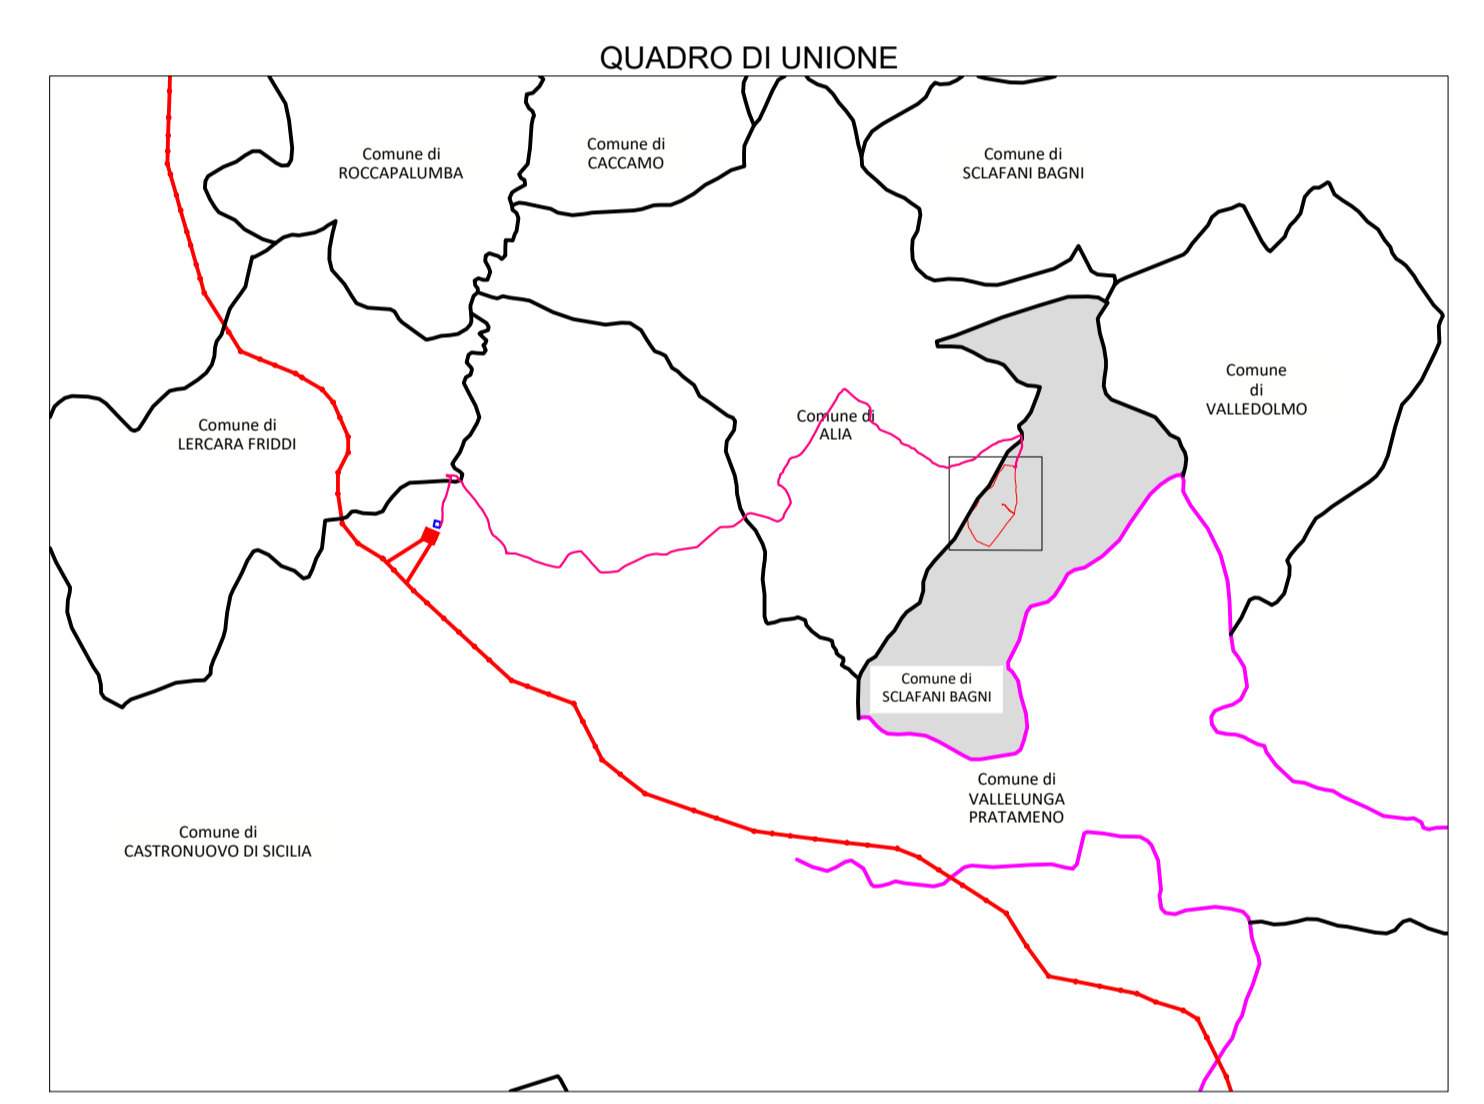 QUADRO DI UNIONE
Comune di
ROCCAPALUMBA
Comune di
CACCAMO
Comune di
SCLAFANI BAGNI
Comune
di
VALLEDOLMO
Comune di
LERCARA FRIDDI
Comune di
ALIA
Comune di
SCLAFANI BAGNI
Comune di
VALLELUNGA
PRATAMENO
Comune di
CASTRONUOVO DI SICILIA